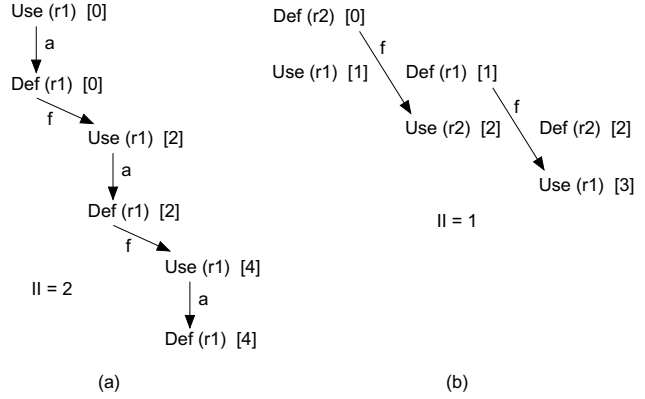 Use (r1) [0]
a
Def (r1) [0]
f
Use (r1) [2]
a
Def (r1) [2]
f
Use (r1) [4]
II = 2
a
Def (r1) [4]
(a)
Def (r2) [0]
f
Use (r1) [1] Def (r1) [1]
f
Use (r2) [2] Def (r2) [2]
Use (r1) [3]
II = 1
(b)